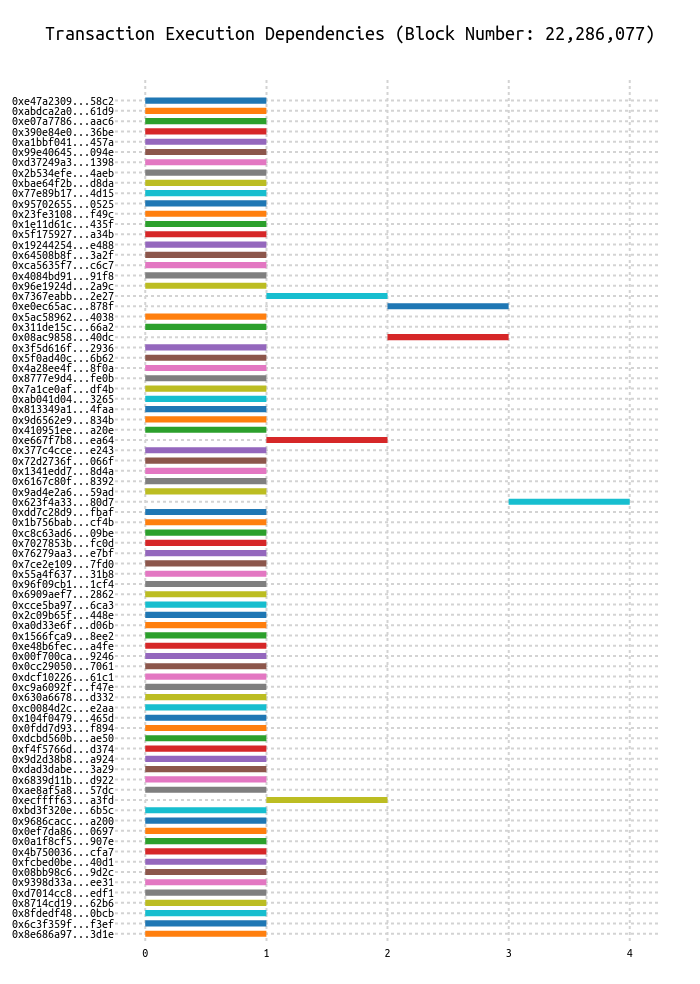 Transaction Execution Dependencies (Block Number: 22,286,077)
0xe47a2309...58c2
0xabdca2a0...61d9
0xe07a7786...aac6
0x390e84e0...36be
0xa1bbf041...457a
0x99e40645...094e
0xd37249a3...1398
0x2b534efe...4aeb
0xbae64f2b...d8da
0x77e89b17...4d15
0x95702655...0525
0x23fe3108...f49c
0x1e11d61c...435f
0x5f175927...a34b
0x19244254...e488
0x64508b8f...3a2f
0xca5635f7...c6c7
0x4084bd91...91f8
0x96e1924d...2a9c
0x7367eabb...2e27
0xe0ec65ac...878f
0x5ac58962...4038
0x311de15c...66a2
0x08ac9858...40dc
0x3f5d616f...2936
0x5f0ad40c...6b62
0x4a28ee4f...8f0a
0x8777e9d4...fe0b
0x7a1ce0af...df4b
0xab041d04...3265
0x813349a1...4faa
0x9d6562e9...834b
0x410951ee...a20e
0xe667f7b8...ea64
0x377c4cce...e243
0x72d2736f...066f
0x1341edd7...8d4a
0x6167c80f...8392
0x9ad4e2a6...59ad
0x623f4a33...80d7
0xdd7c28d9...fbaf
0x1b756bab...cf4b
0xc8c63ad6...09be
0x7027853b...fc0d
0x76279aa3...e7bf
0x7ce2e109...7fd0
0x55a4f637...31b8
0x96f09cb1...1cf4
0x6909aef7...2862
0xcce5ba97...6ca3
0x2c09b65f...448e
0xa0d33e6f...d06b
0x1566fca9...8ee2
0xe48b6fec...a4fe
0x00f700ca...9246
0x0cc29050...7061
0xdcf10226...61c1
0xc9a6092f...f47e
0x630a6678...d332
0xc0084d2c...e2aa
0x104f0479...465d
0x0fdd7d93...f894
0xdcbd560b...ae50
0xf4f5766d...d374
0x9d2d38b8...a924
0xdad3dabe...3a29
0x6839d11b...d922
0xae8af5a8...57dc
0xecffff63...a3fd
0xbd3f320e...6b5c
0x9686cacc...a200
0x0ef7da86...0697
0x0a1f8cf5...907e
0x4b750036...cfa7
0xfcbed0be...40d1
0x08bb98c6...9d2c
0x9398d33a...ee31
0xd7014cc8...edf1
0x8714cd19...62b6
0x8fdedf48...0bcb
0x6c3f359f...f3ef
0x8e686a97...3d1e
0 1 2 3 4